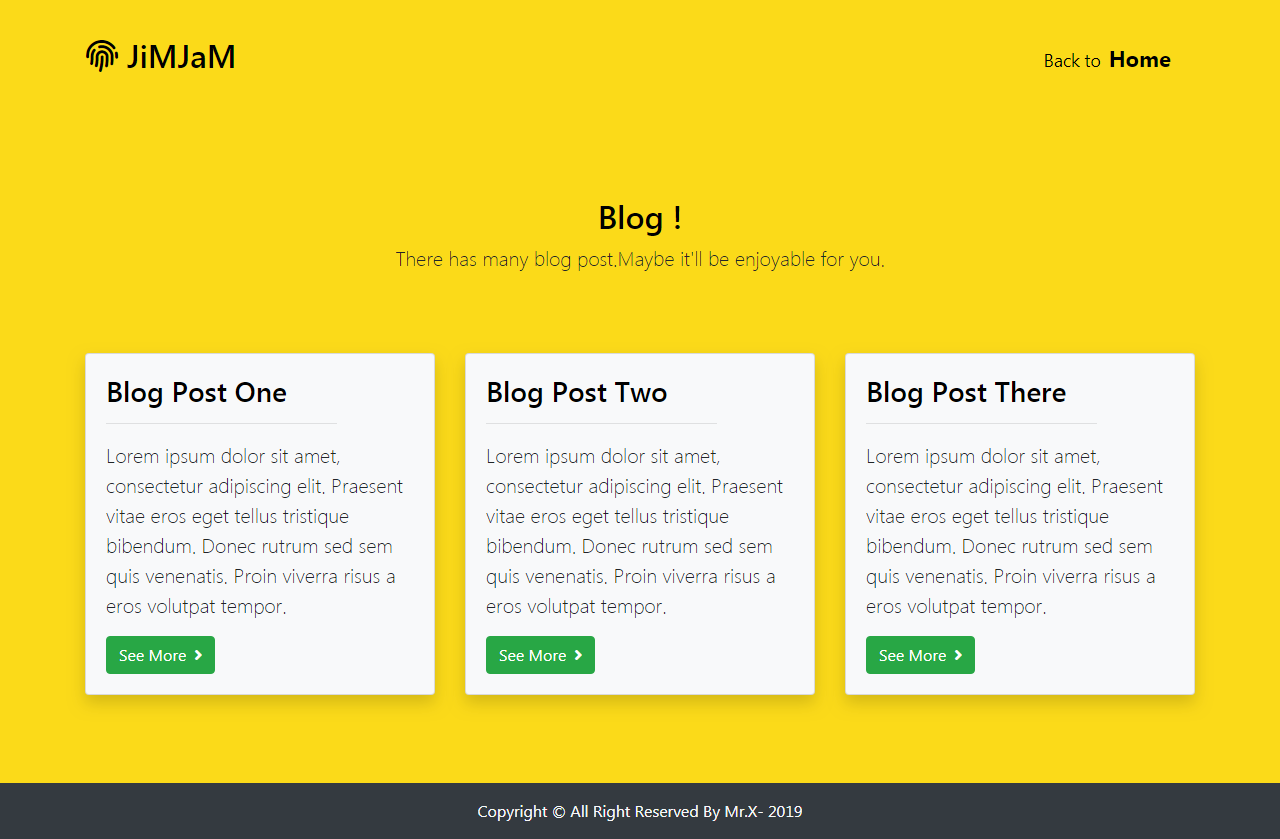 JiMJaM
Back to Home
Blog !
There has many blog post.Maybe it'll be enjoyable for you.
Blog Post One
Lorem ipsum dolor sit amet,
consectetur adipiscing elit. Praesent
vitae eros eget tellus tristique
bibendum. Donec rutrum sed sem
quis venenatis. Proin viverra risus a
eros volutpat tempor.
See More
Blog Post Two
Lorem ipsum dolor sit amet,
consectetur adipiscing elit. Praesent
vitae eros eget tellus tristique
bibendum. Donec rutrum sed sem
quis venenatis. Proin viverra risus a
eros volutpat tempor.
See More
Blog Post There
Lorem ipsum dolor sit amet,
consectetur adipiscing elit. Praesent
vitae eros eget tellus tristique
bibendum. Donec rutrum sed sem
quis venenatis. Proin viverra risus a
eros volutpat tempor.
See More
Copyright © All Right Reserved By Mr.X- 2019